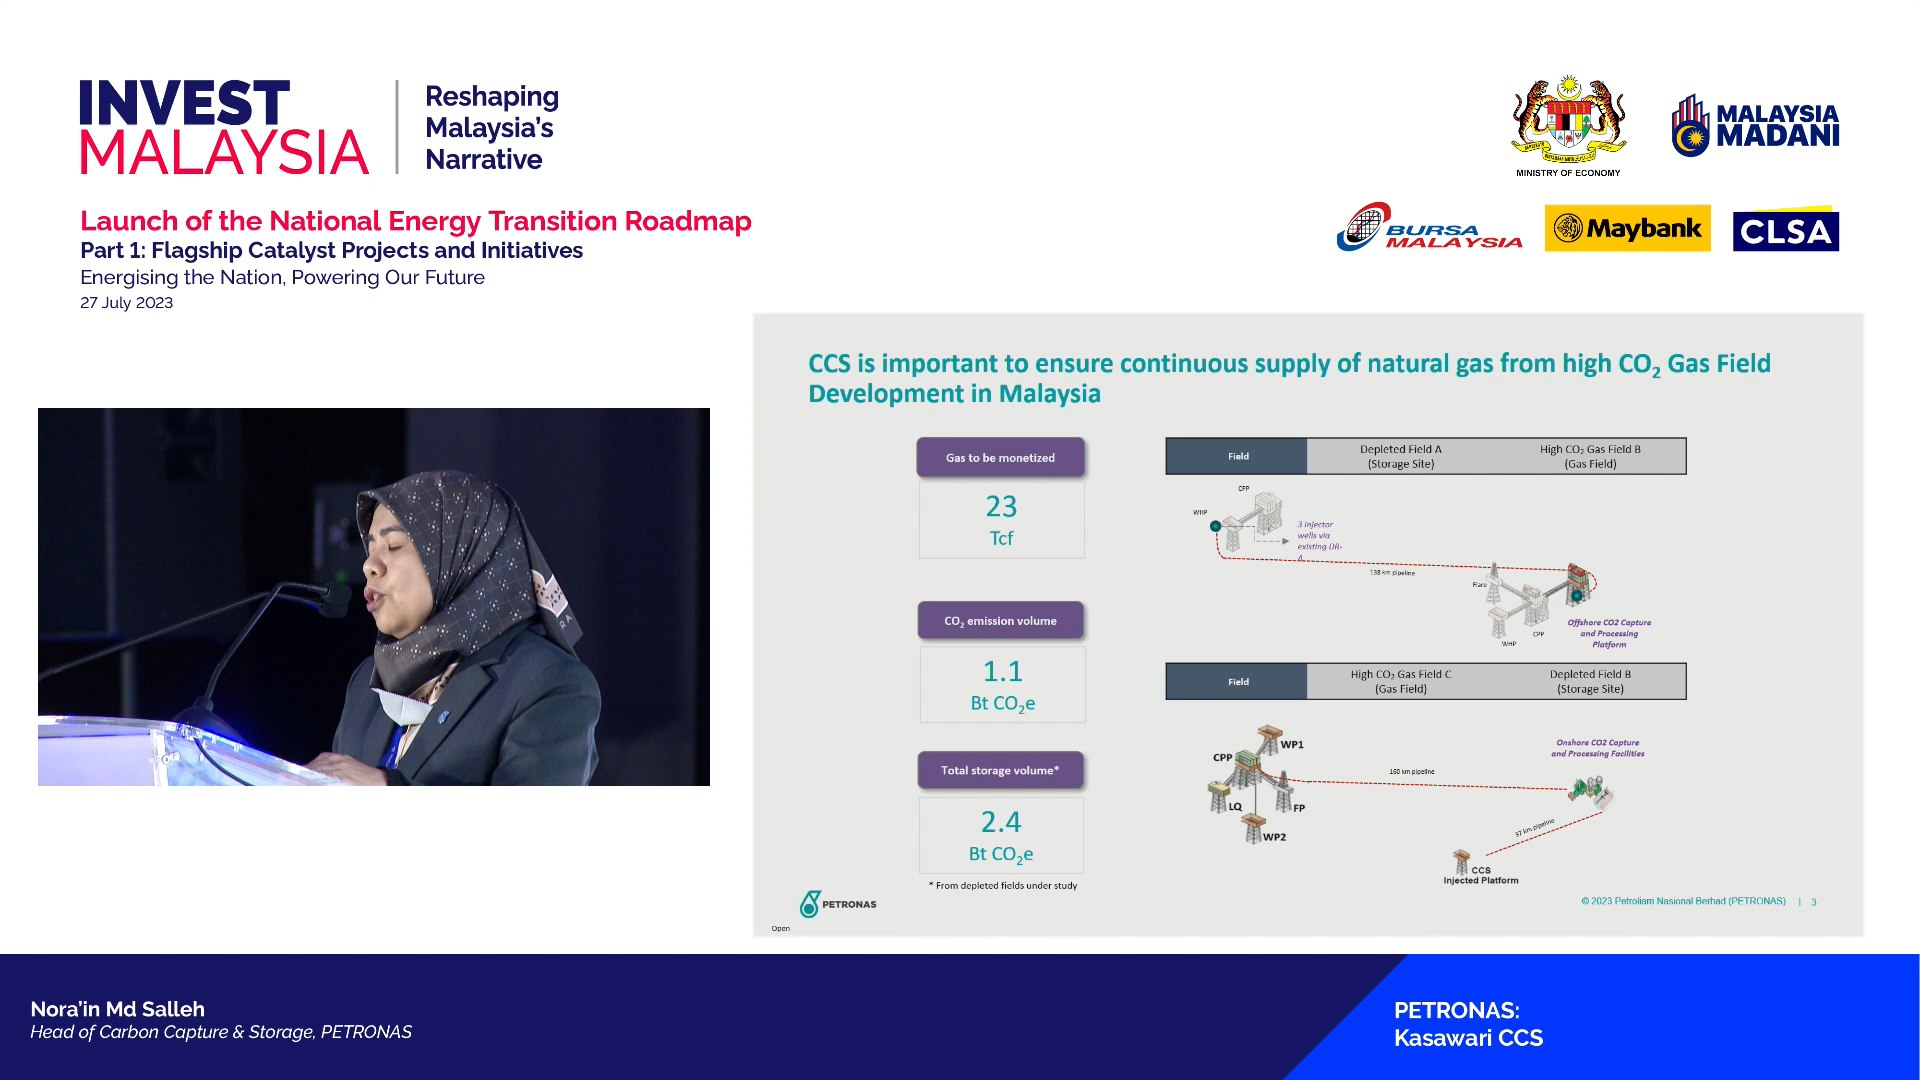 INVEST
MALAYSIA
Reshaping
Malaysia's
Narrative
Launch of the National Energy Transition Roadmap
Part 1: Flagship Catalyst Projects and Initiatives
Energising the Nation, Powering Our Future
27 July 2023
MINISTRY OF ECONOMY
MALAYSIA
MADANI
BURSA
MALAYSIA
Maybank
CLSA
CCS is important to ensure continuous supply of natural gas from high CO₂ Gas Field
Development in Malaysia
Gas to be monetized
23
Tcf
CO₂ emission volume
1.1
Bt CO₂e
Total storage volume*
2.4
Bt CO₂e
* From depleted fields under study
Field
Depleted Field A
(Storage Site)
High CO₂ Gas Field B
(Gas Field)
CPP
WHP
3 injector
wells via
existing DR-
A
138 km pipeline
Flare
CPP
WHP
Offshore CO2 Capture
and Processing
Platform
Field
High CO₂ Gas Field C
(Gas Field)
Depleted Field B
(Storage Site)
WP1
CPP
LQ
FP
WP2
160 km pipeline
Onshore CO2 Capture
and Processing Facilities
37 km pipeline
CCS
Injected Platform
PETRONAS
Open
© 2023 Petroliam Nasional Berhad (PETRONAS) | 3
Nora'in Md Salleh
Head of Carbon Capture & Storage, PETRONAS
PETRONAS:
Kasawari CCS